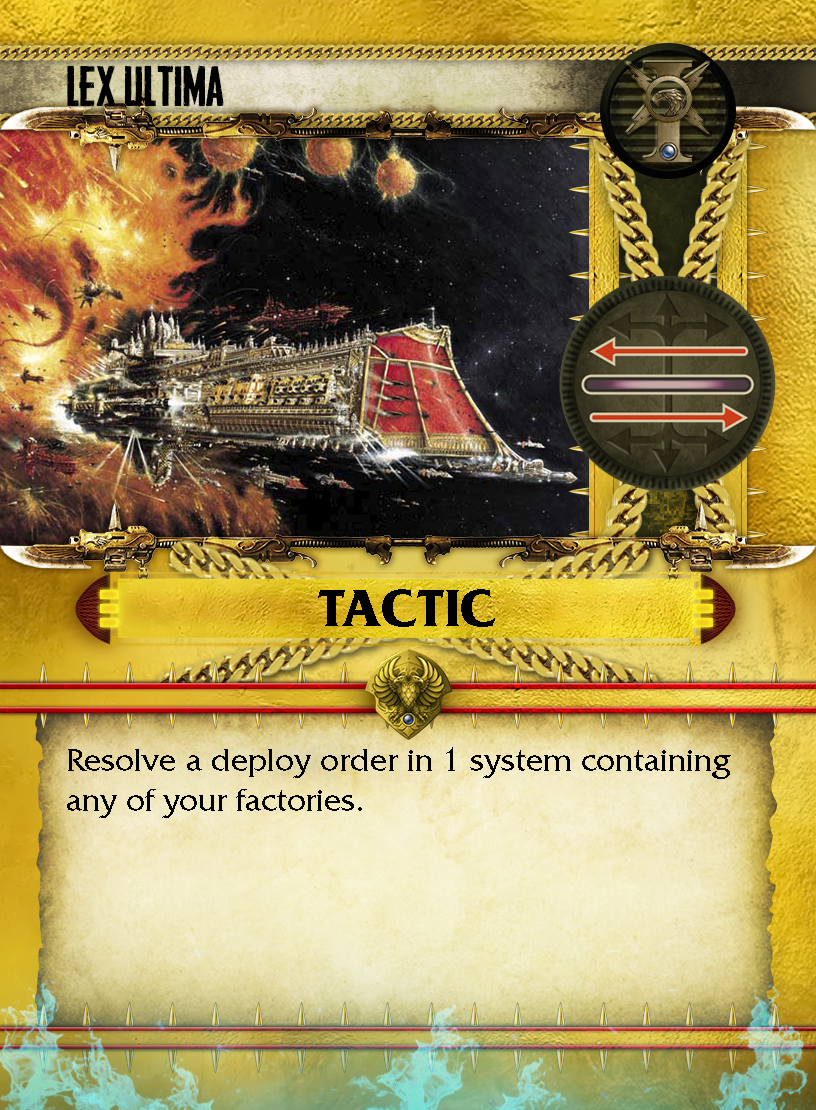 LEX ULTIMA
TACTIC
Resolve a deploy order in 1 system containing
any of your factories.